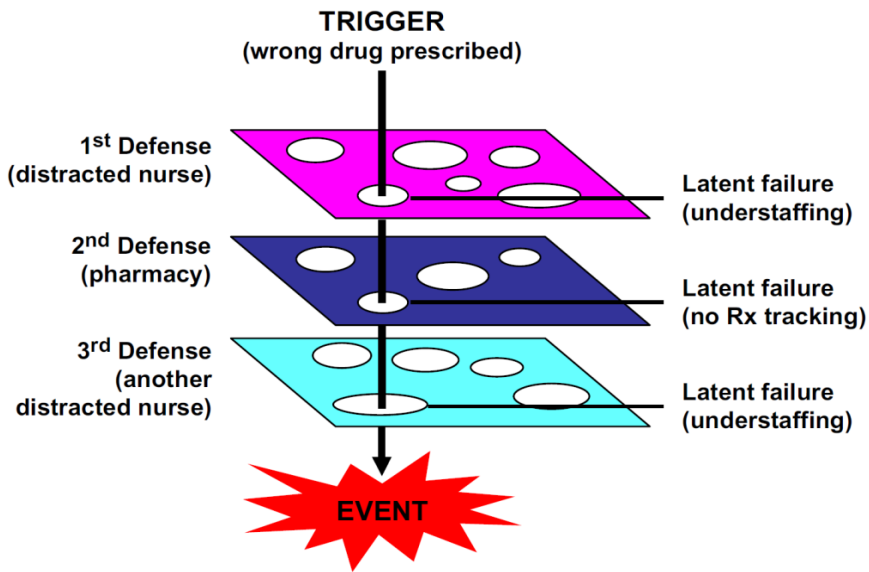 TRIGGER
(wrong drug prescribed)
1st Defense
(distracted nurse)
Latent failure
(understaffing)
2nd Defense
(pharmacy)
Latent failure
(no Rx tracking)
3rd Defense
(another
distracted nurse)
Latent failure
(understaffing)
EVENT